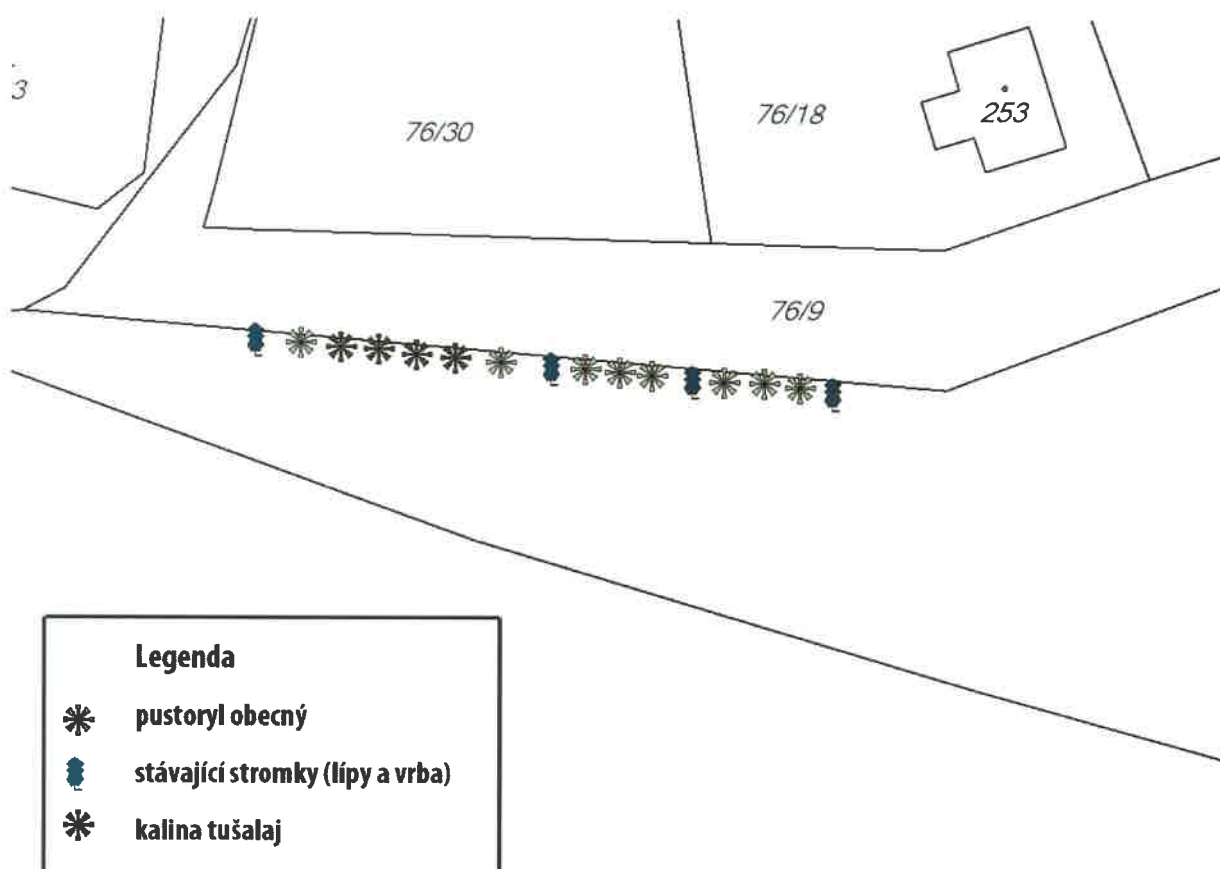 3
76/30
76/18
253
76/9
Legenda
pustoryl obecný
stávající stromky (lípy a vrba)
kalina tušalaj